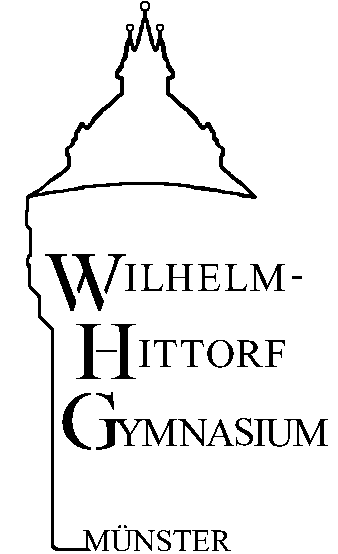 WILHELM-
HITTORF
GYMNASIUM
MÜNSTER